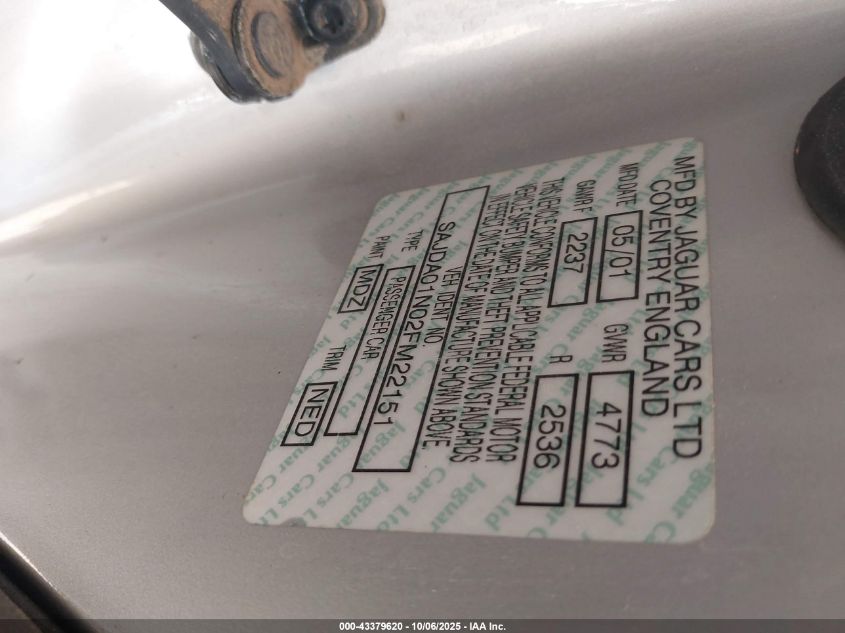 MFD BY JAGUAR CARS LTD
COVENTRY ENGLAND
MFD.DATE 05/01 GVWR 4773
GAWR F 2237 R 2536
THIS VEHICLE CONFORMS TO ALL APPLICABLE FEDERAL MOTOR
VEHICLE SAFETY, BUMPER, AND THEFT PREVENTION STANDARDS
IN EFFECT ON THE DATE OF MANUFACTURE SHOWN ABOVE.
VEH. IDENT NO.
SAJDA01N02FM22151
TYPE PASSENGER CAR
PAINT MDZ TRIM NED
Jaguar Cars Ltd
000-43379620 - 10/06/2025 - IAA Inc.